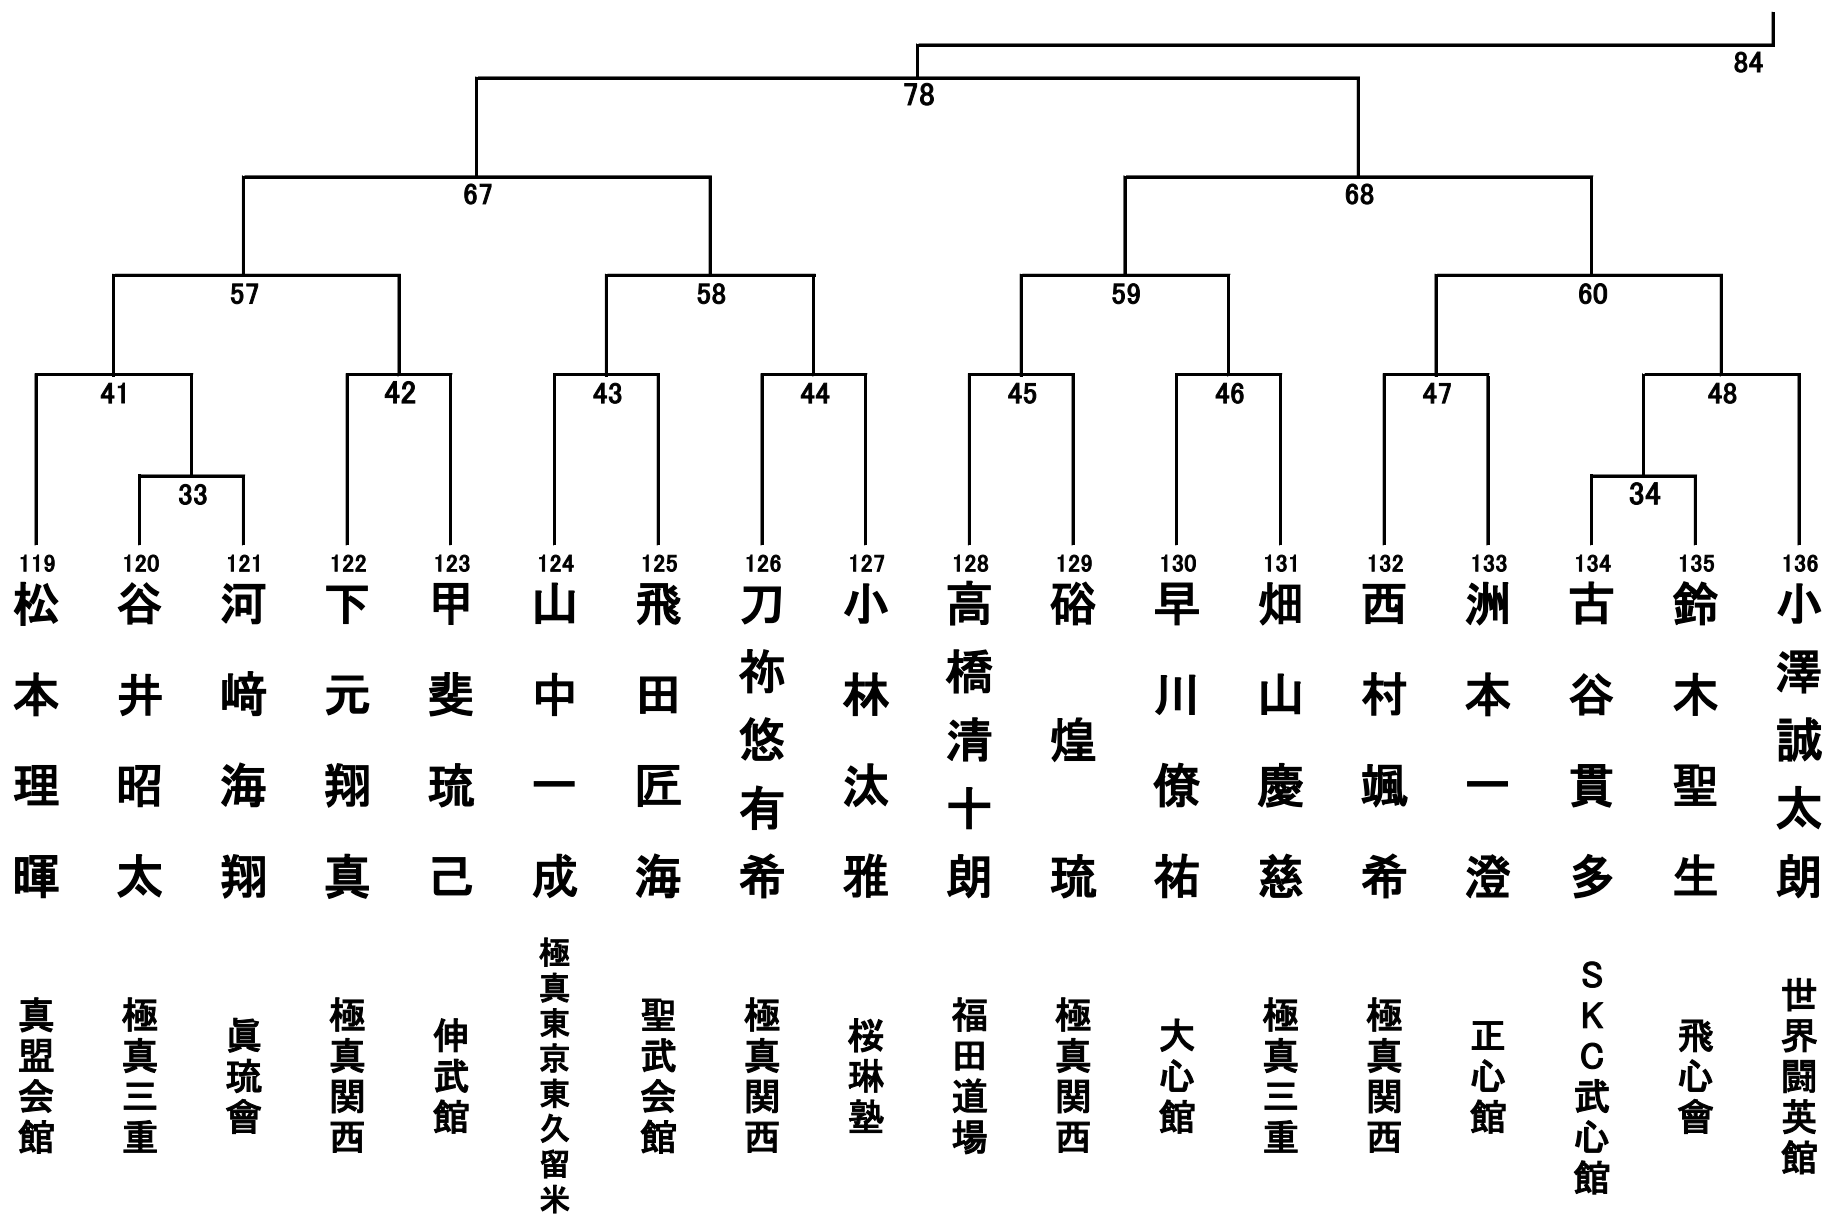 84
78
67
68
57
58
59
60
41
42
43
44
45
46
47
48
33
34
119
松本理暉
真盟会館
120
谷井昭太
極真三重
121
河﨑海翔
眞琉會
122
下元翔真
極真関西
123
甲斐琉己
伸武館
124
山中一成
極真東京東久留米
125
飛田匠海
聖武会館
126
刀祢悠有希
極真関西
127
小林汰雅
桜琳塾
128
高橋清十朗
福田道場
129
硲煌琉
極真関西
130
早川僚祐
大心館
131
畑山慶慈
極真三重
132
西村颯希
極真関西
133
洲本一澄
正心館
134
古谷貫多
ＳＫＣ武心館
135
鈴木聖生
飛心會
136
小澤誠太朗
世界闘英館